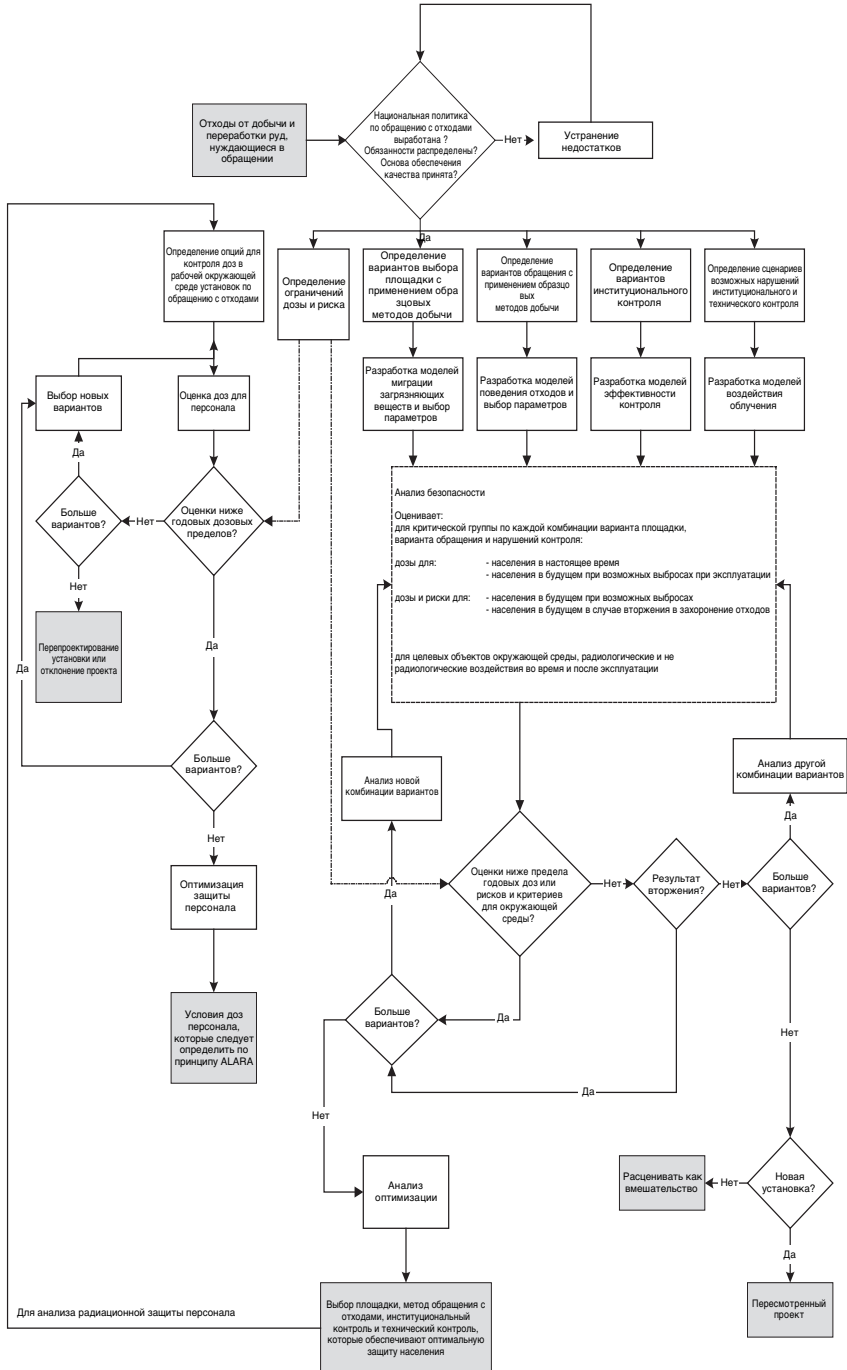 Отходы от добычи и
переработки руд,
нуждающиеся в
обращении
Национальная политика
по обращению с отходами
выработана ?
Обязанности распределены?
Основа обеспечения
качества принята?
Нет
Устранение
недостатков
Да
Определение опций для
контроля доз в
рабочей окружающей
среде установок по
обращению с отходами
Определение
ограничений
дозы и риска
Определение
вариантов выбора
площадки с
применением обра
зцовых
методов добычи
Определение
вариантов обращения с
применением образцо
вых
методов добычи
Определение
вариантов
институционального
контроля
Определение сценариев
возможных нарушений
институционального и
технического контроля
Выбор новых
вариантов
Оценка доз для
персонала
Разработка моделей
миграции
загрязняющих
веществ и выбор
параметров
Разработка моделей
поведения отходов и
выбор параметров
Разработка моделей
эффективности
контроля
Разработка моделей
воздействия
облучения
Да
Больше
вариантов?
Нет
Оценки ниже
годовых дозовых
пределов?
Нет
Перепроектирование
установки или
отклонение проекта
Да
Да
Анализ безопасности
Оценивает:
для критической группы по каждой комбинации варианта площадки,
варианта обращения и нарушений контроля:
дозы для: - населения в настоящее время
- населения в будущем при возможных выбросах при эксплуатации
дозы и риски для: - населения в будущем при возможных выбросах
- населения в будущем в случае вторжения в захоронение отходов
для целевых объектов окружающей среды, радиологические и не
радиологические воздействия во время и после эксплуатации
Больше
вариантов?
Нет
Анализ новой
комбинации вариантов
Анализ другой
комбинации вариантов
Да
Оптимизация
защиты
персонала
Да
Оценки ниже предела
годовых доз или
рисков и критериев
для окружающей
среды?
Нет
Результат
вторжения?
Нет
Больше
вариантов?
Условия доз
персонала,
которые следует
определить по
принципу ALARA
Больше
вариантов?
Да
Нет
Да
Нет
Анализ
оптимизации
Расценивать как
вмешательство
Нет
Новая
установка?
Да
Для анализа радиационной защиты персонала
Выбор площадки, метод обращения с
отходами, институциональный
контроль и технический контроль,
которые обеспечивают оптимальную
защиту населения
Пересмотренный
проект